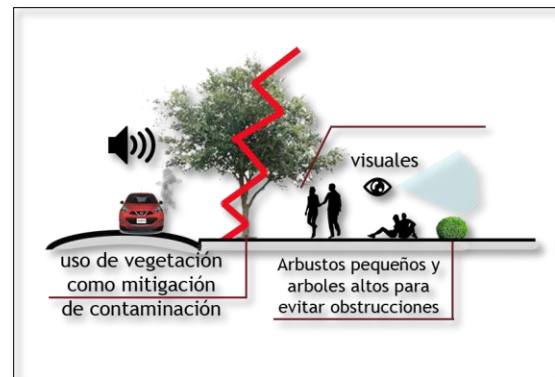 visuales
uso de vegetación
como mitigación
de contaminación
Arbustos pequeños y
arboles altos para
evitar obstrucciones